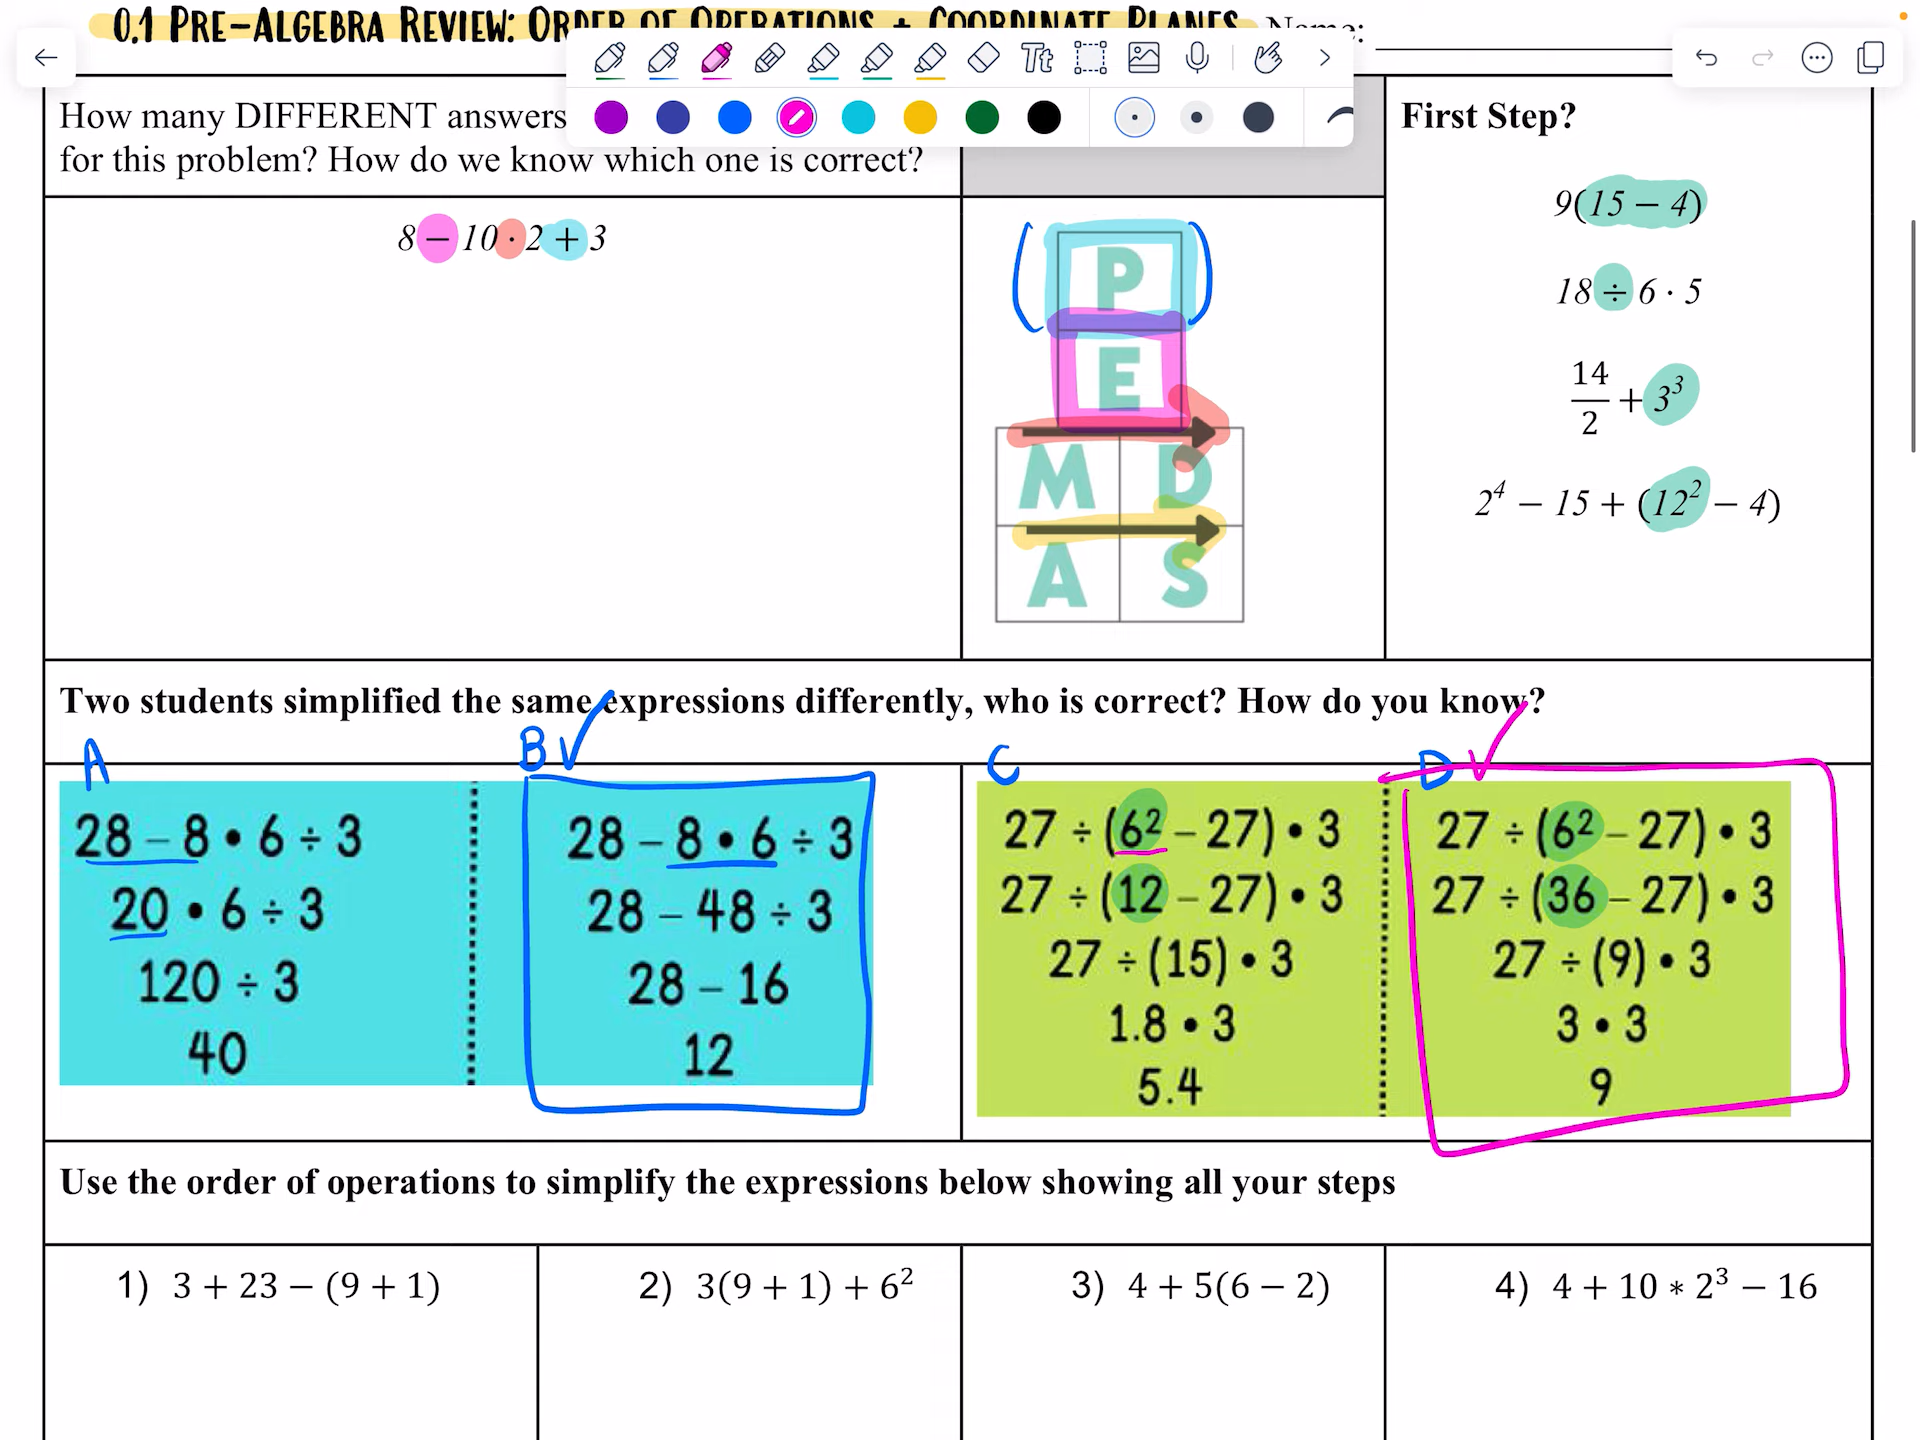 0.1 PRE-ALGEBRA REVIEW: ORDER OF OPERATIONS + COORDINATE PLANES Name:
Tt
How many DIFFERENT answers
for this problem? How do we know which one is correct?
8 − 10 · 2 + 3
P
E
M D
A S
First Step?
9(15 − 4)
18 ÷ 6 · 5
14/2 + 3³
2⁴ − 15 + (12² − 4)
Two students simplified the same expressions differently, who is correct? How do you know?
A
28 – 8 • 6 ÷ 3
20 • 6 ÷ 3
120 ÷ 3
40
B ✓
28 – 8 • 6 ÷ 3
28 – 48 ÷ 3
28 – 16
12
C
27 ÷ (6² – 27) • 3
27 ÷ (12 – 27) • 3
27 ÷ (15) • 3
1.8 • 3
5.4
D ✓
27 ÷ (6² – 27) • 3
27 ÷ (36 – 27) • 3
27 ÷ (9) • 3
3 • 3
9
Use the order of operations to simplify the expressions below showing all your steps
1) 3 + 23 − (9 + 1)
2) 3(9 + 1) + 6²
3) 4 + 5(6 − 2)
4) 4 + 10 ∗ 2³ − 16